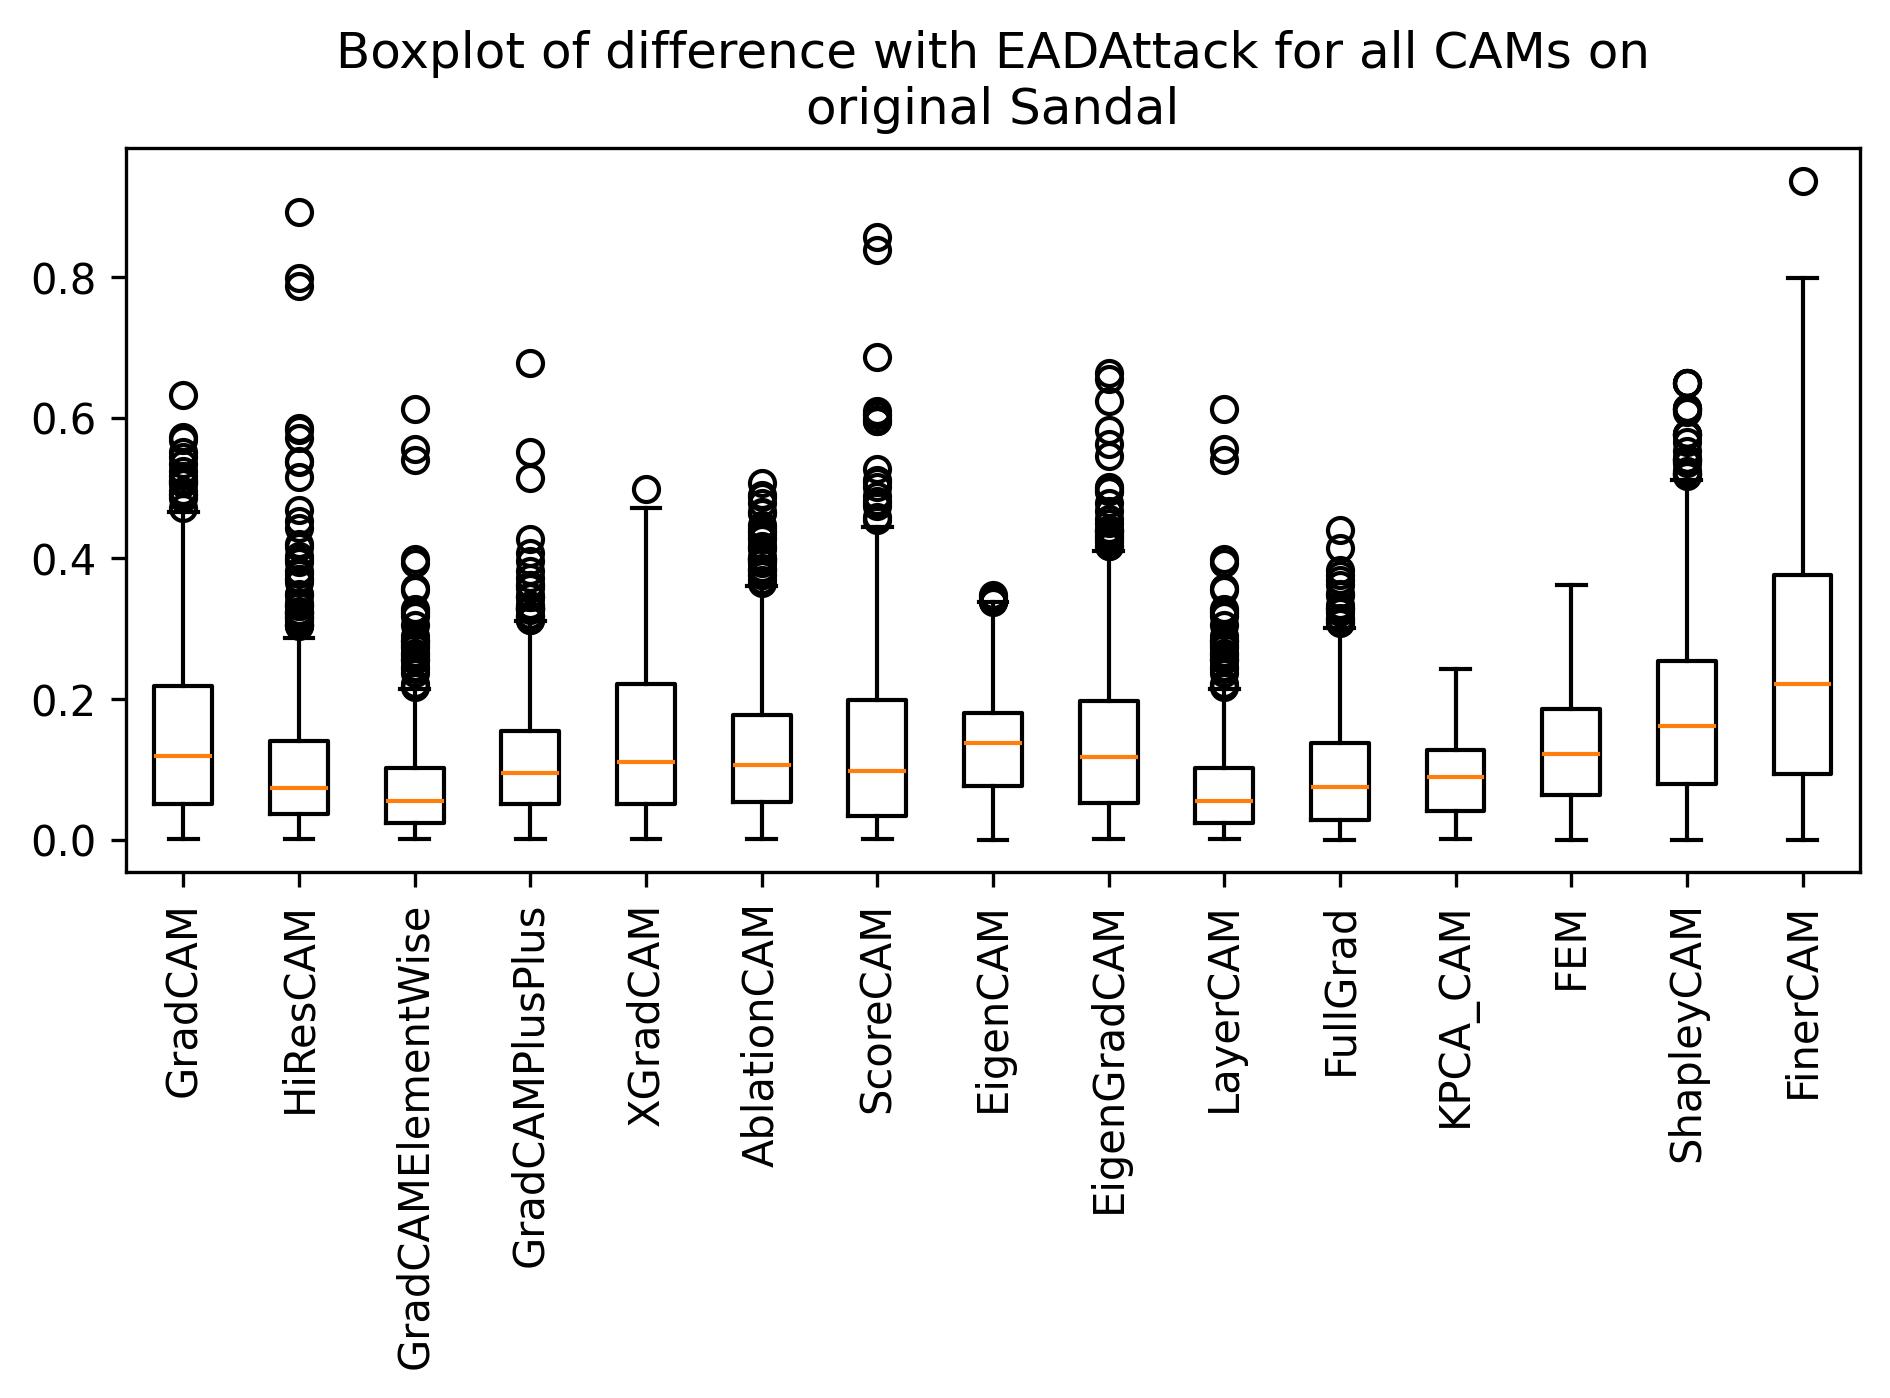 Boxplot of difference with EADAttack for all CAMs on
original Sandal
0.8
0.6
0.4
0.2
0.0
GradCAM
HiResCAM
GradCAMElementWise
GradCAMPlusPlus
XGradCAM
AblationCAM
ScoreCAM
EigenCAM
EigenGradCAM
LayerCAM
FullGrad
KPCA_CAM
FEM
ShapleyCAM
FinerCAM